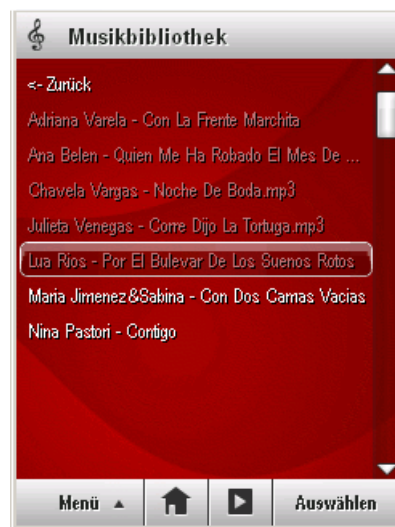 Musikbibliothek
<- Zurück
Adriana Varela - Con La Frente Marchita
Ana Belen - Quien Me Ha Robado El Mes De ...
Chavela Vargas - Noche De Boda.mp3
Julieta Venegas - Corre Dijo La Tortuga.mp3
Lua Rios - Por El Bulevar De Los Suenos Rotos
Maria Jimenez&Sabina - Con Dos Camas Vacias
Nina Pastori - Contigo
Menü Auswählen